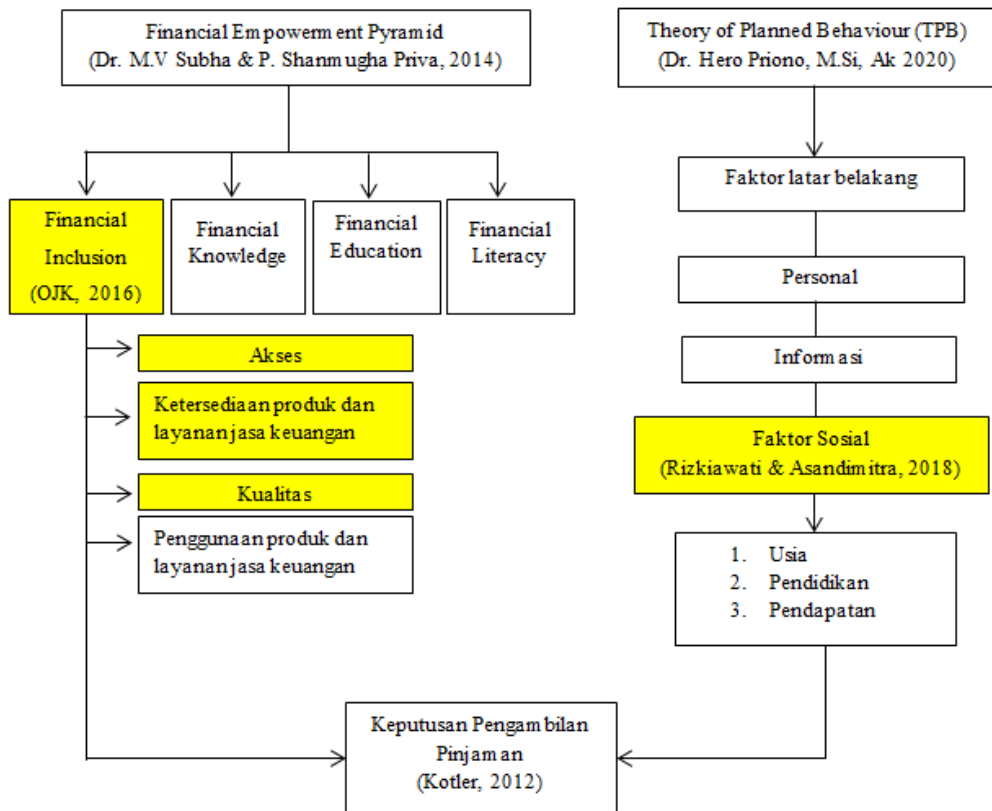 Financial Empowerment Pyramid
(Dr. M.V Subha & P. Shanmugha Priva, 2014)
Theory of Planned Behaviour (TPB)
(Dr. Hero Priono, M.Si, Ak 2020)
Faktor latar belakang
Financial
Inclusion
(OJK, 2016)
Financial
Knowledge
Financial
Education
Financial
Literacy
Personal
Informasi
Akses
Ketersediaan produk dan
layanan jasa keuangan
Kualitas
Penggunaan produk dan
layanan jasa keuangan
Faktor Sosial
(Rizkiawati & Asandimitra, 2018)
1. Usia
2. Pendidikan
3. Pendapatan
Keputusan Pengambilan
Pinjaman
(Kotler, 2012)